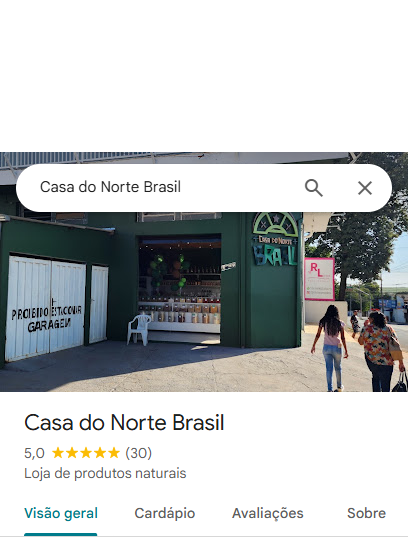 Casa do Norte Brasil
CASA DO NORTE
BRASIL
RL
PROIBIDO ESTACIONAR
GARAGEM
Casa do Norte Brasil
5,0 ★★★★★ (30)
Loja de produtos naturais
Visão geral Cardápio Avaliações Sobre